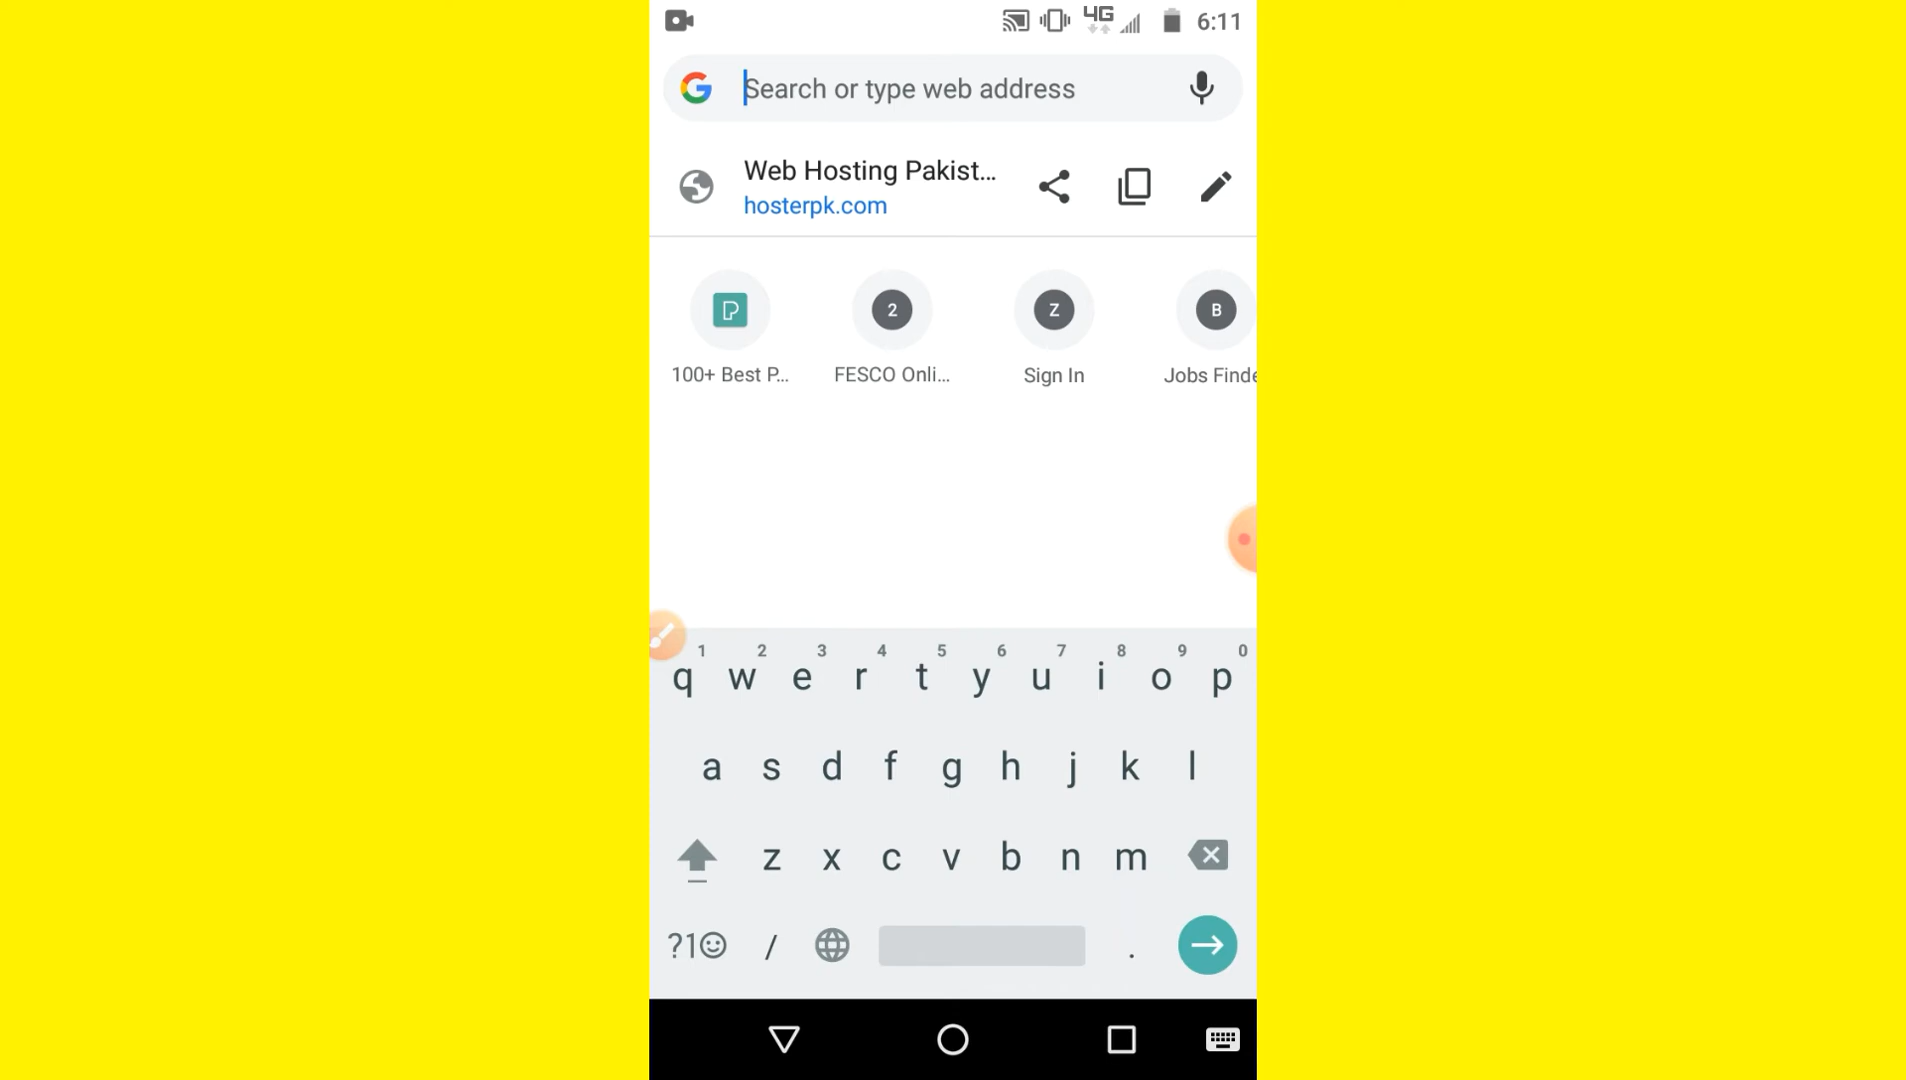 4G 6:11
Search or type web address
Web Hosting Pakist...
hosterpk.com
2 Z B
100+ Best P... FESCO Onli... Sign In Jobs Finde
1 2 3 4 5 6 7 8 9 0
q w e r t y u i o p
a s d f g h j k l
z x c v b n m
?1☺ / .